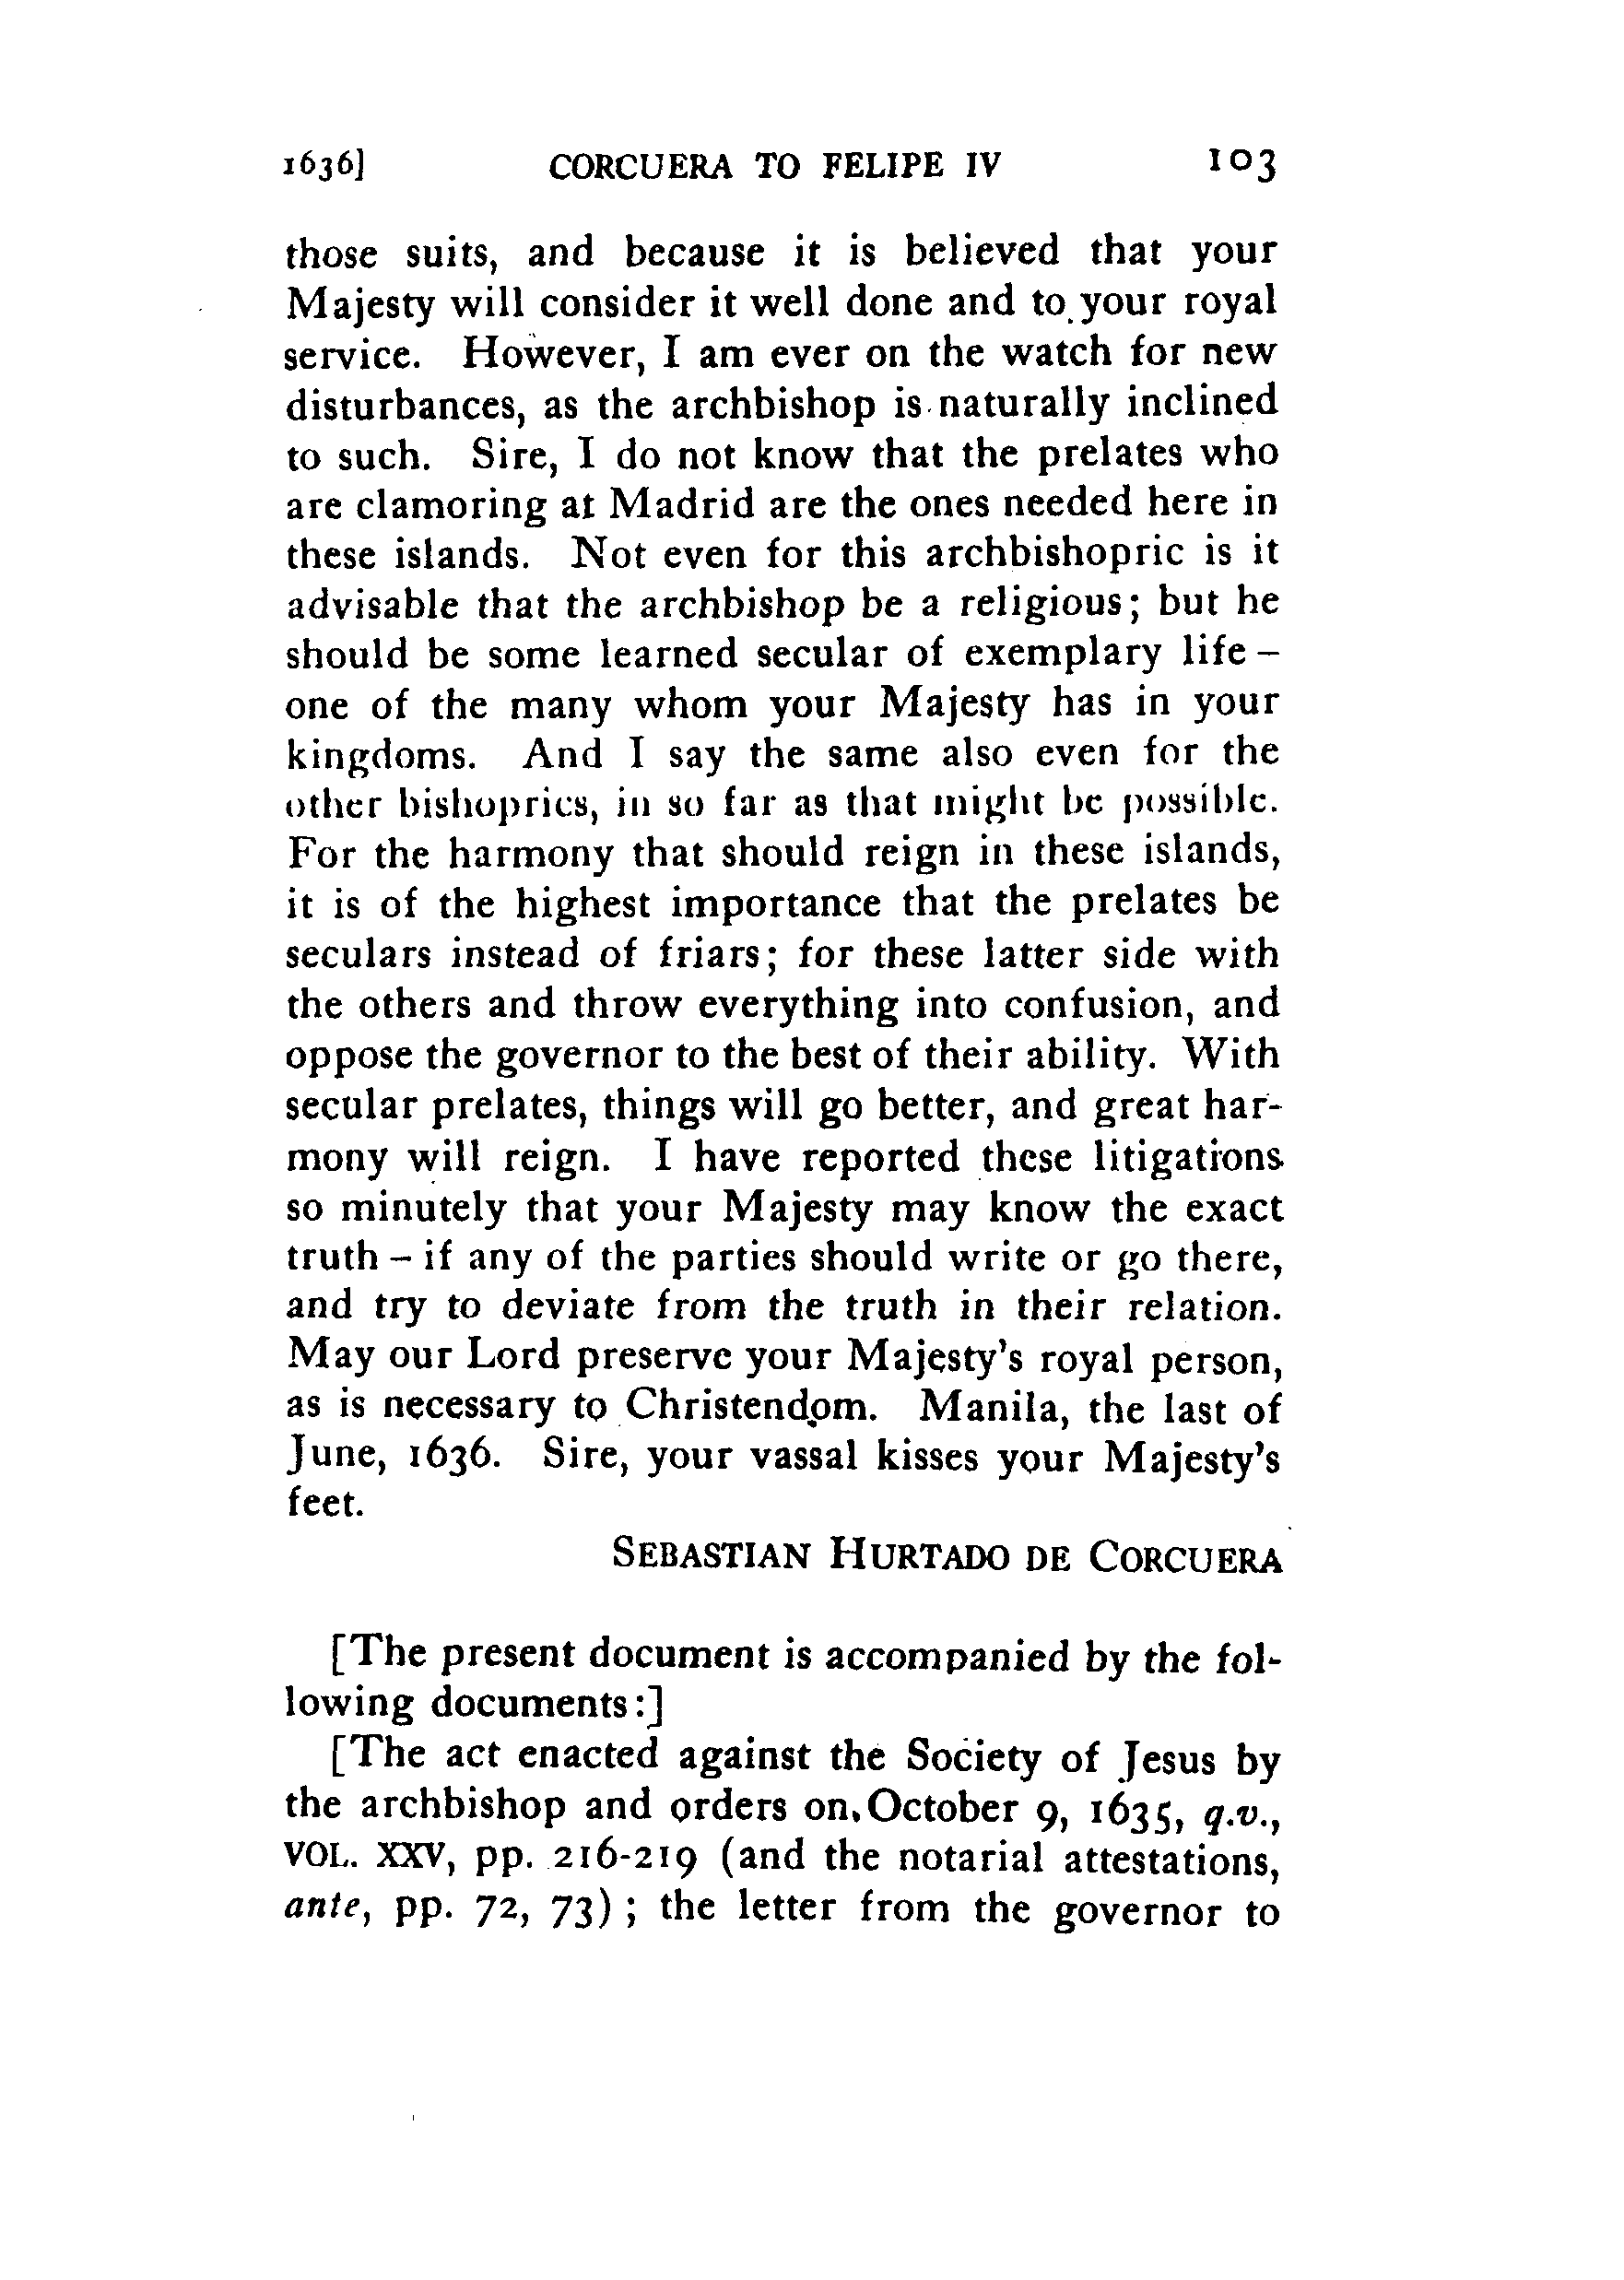 1636] CORCUERA TO FELIPE IV 103
those suits, and because it is believed that your
Majesty will consider it well done and to your royal
service. However, I am ever on the watch for new
disturbances, as the archbishop is naturally inclined
to such. Sire, I do not know that the prelates who
are clamoring at Madrid are the ones needed here in
these islands. Not even for this archbishopric is it
advisable that the archbishop be a religious; but he
should be some learned secular of exemplary life –
one of the many whom your Majesty has in your
kingdoms. And I say the same also even for the
other bishoprics, in so far as that might be possible.
For the harmony that should reign in these islands,
it is of the highest importance that the prelates be
seculars instead of friars; for these latter side with
the others and throw everything into confusion, and
oppose the governor to the best of their ability. With
secular prelates, things will go better, and great har-
mony will reign. I have reported these litigations
so minutely that your Majesty may know the exact
truth – if any of the parties should write or go there,
and try to deviate from the truth in their relation.
May our Lord preserve your Majesty's royal person,
as is necessary to Christendom. Manila, the last of
June, 1636. Sire, your vassal kisses your Majesty's
feet.
SEBASTIAN HURTADO DE CORCUERA
[The present document is accompanied by the fol-
lowing documents:]
[The act enacted against the Society of Jesus by
the archbishop and orders on October 9, 1635, q.v.,
VOL. XXV, pp. 216-219 (and the notarial attestations,
ante, pp. 72, 73); the letter from the governor to